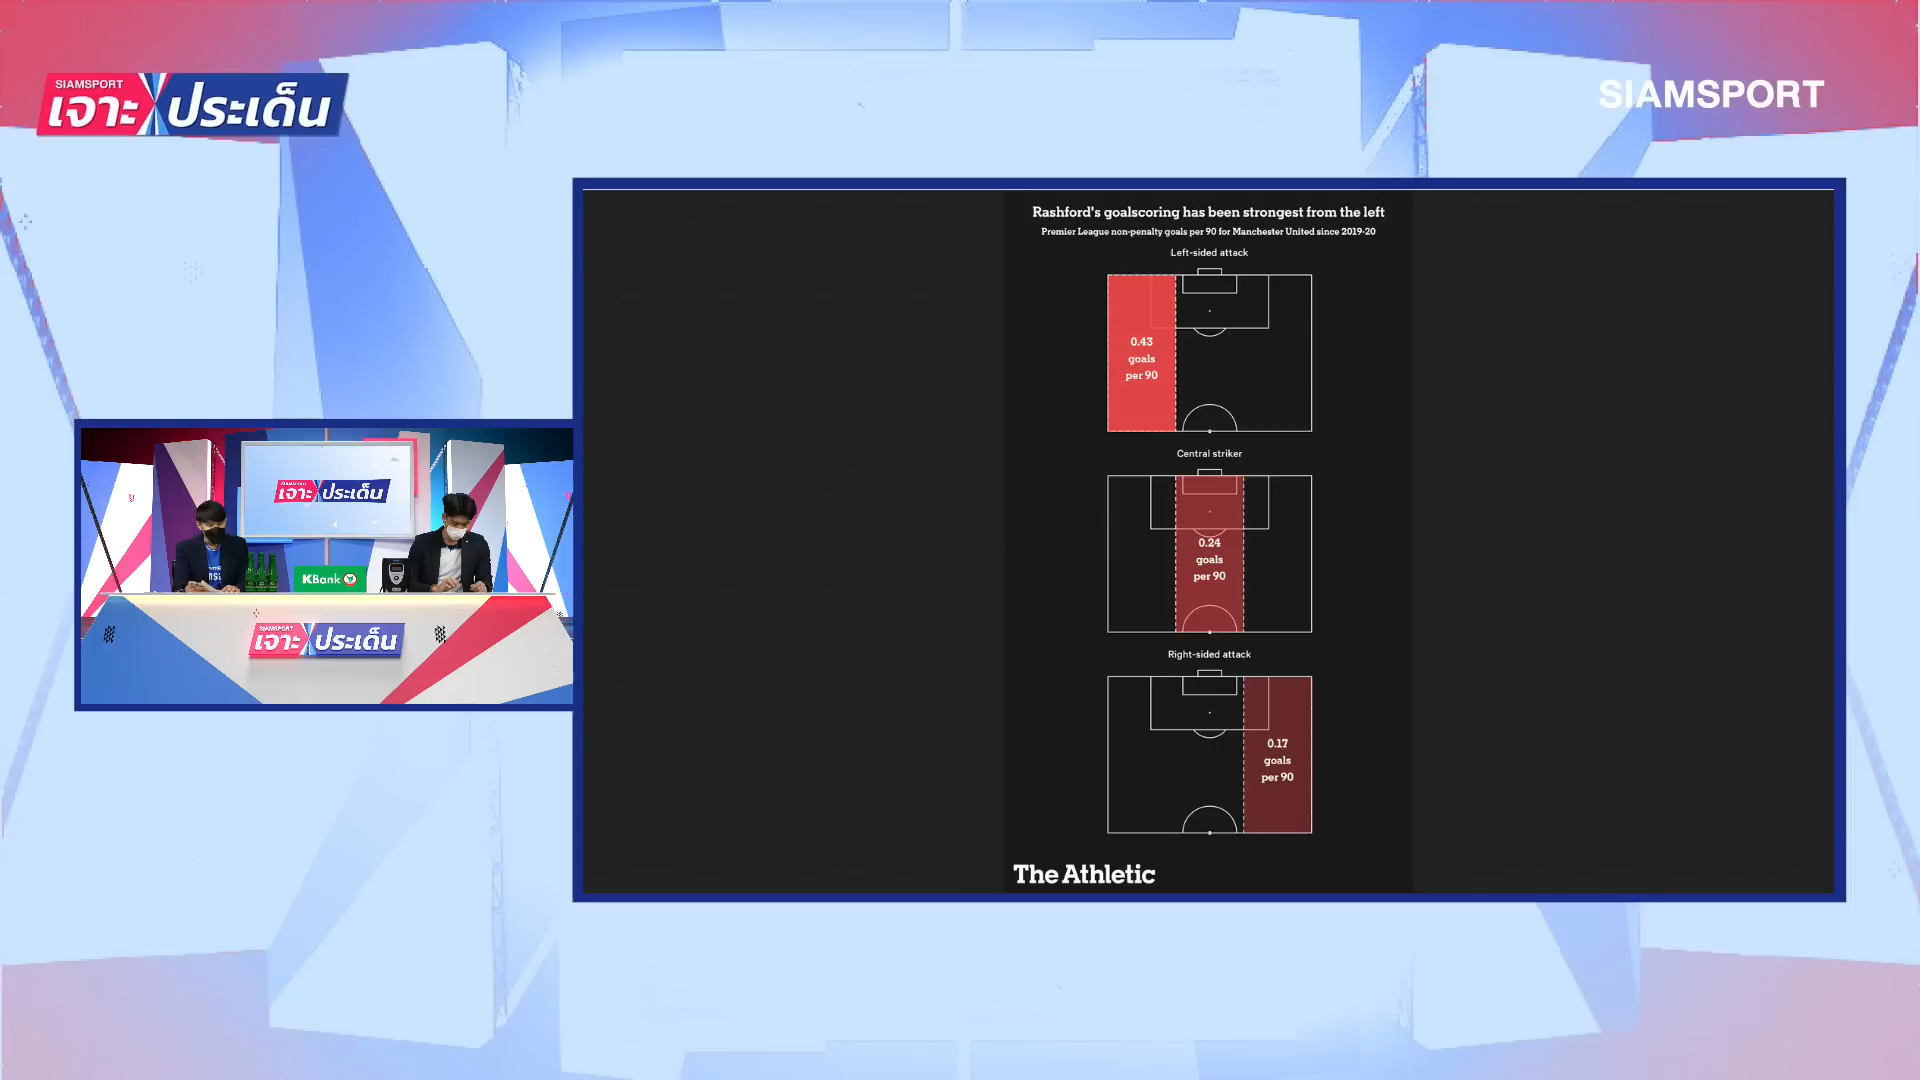 SIAMSPORT
เจาะประเด็น
SIAMSPORT
Rashford's goalscoring has been strongest from the left
Premier League non-penalty goals per 90 for Manchester United since 2019-20
Left-sided attack
0.43
goals
per 90
Central striker
0.24
goals
per 90
Right-sided attack
0.17
goals
per 90
The Athletic
SIAMSPORT
เจาะประเด็น
KBank
SIAMSPORT
เจาะประเด็น